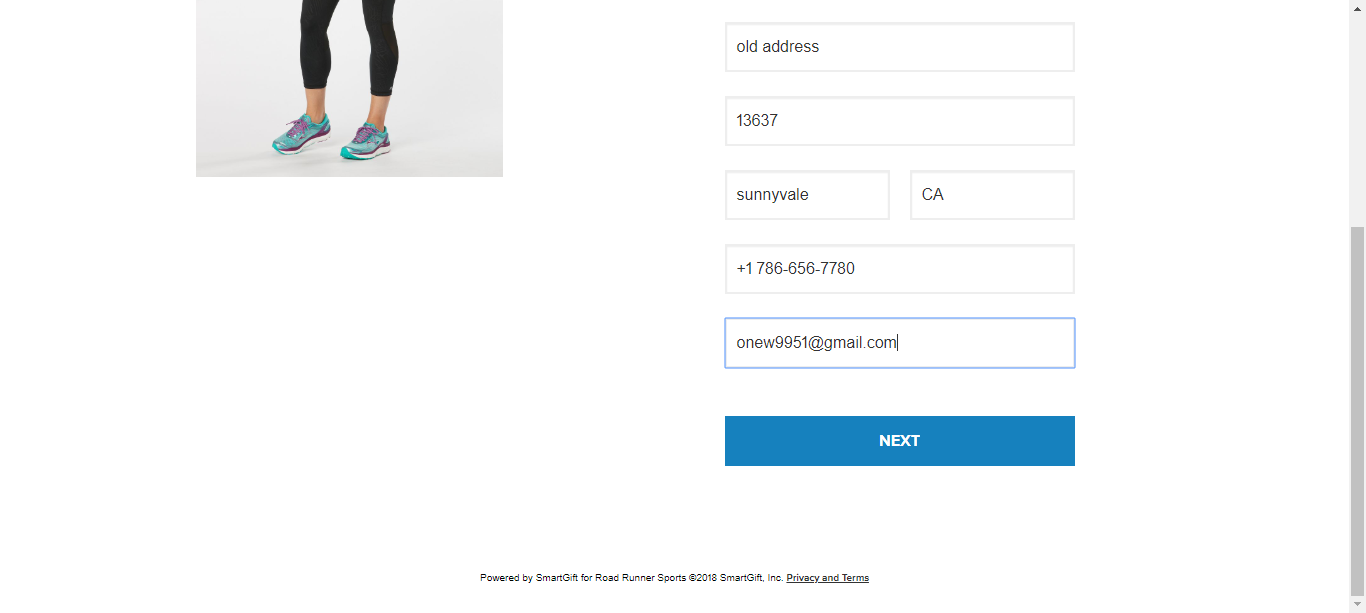 old address
13637
sunnyvale
CA
+1 786-656-7780
onew9951@gmail.com
NEXT
Powered by SmartGift for Road Runner Sports ©2018 SmartGift, Inc. Privacy and Terms